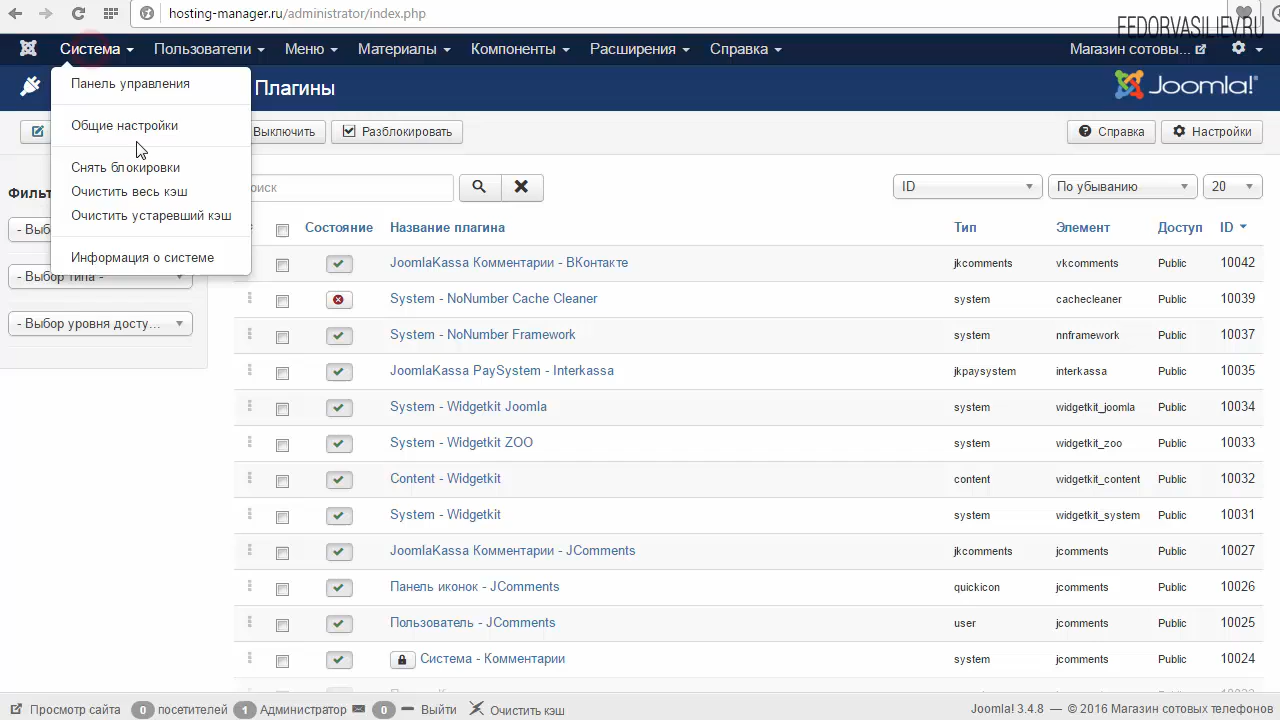 hosting-manager.ru/administrator/index.php
FEDORVASILIEV.RU
Система Пользователи Меню Материалы Компоненты Расширения Справка Магазин сотовы...
Плагины Joomla!
Выключить Разблокировать Справка Настройки
Панель управления
Общие настройки
Снять блокировки
Очистить весь кэш
Очистить устаревший кэш
Информация о системе
- Выбор типа -
- Выбор уровня досту...
ID По убыванию 20
Состояние Название плагина Тип Элемент Доступ ID
JoomlaKassa Комментарии - ВКонтакте jkcomments vkcomments Public 10042
System - NoNumber Cache Cleaner system cachecleaner Public 10039
System - NoNumber Framework system nnframework Public 10037
JoomlaKassa PaySystem - Interkassa jkpaysystem interkassa Public 10035
System - Widgetkit Joomla system widgetkit_joomla Public 10034
System - Widgetkit ZOO system widgetkit_zoo Public 10033
Content - Widgetkit content widgetkit_content Public 10032
System - Widgetkit system widgetkit_system Public 10031
JoomlaKassa Комментарии - JComments jkcomments jcomments Public 10027
Панель иконок - JComments quickicon jcomments Public 10026
Пользователь - JComments user jcomments Public 10025
Система - Комментарии system jcomments Public 10024
Просмотр сайта 0 посетителей 1 Администратор 0 Выйти Очистить кэш Joomla! 3.4.8 — © 2016 Магазин сотовых телефонов